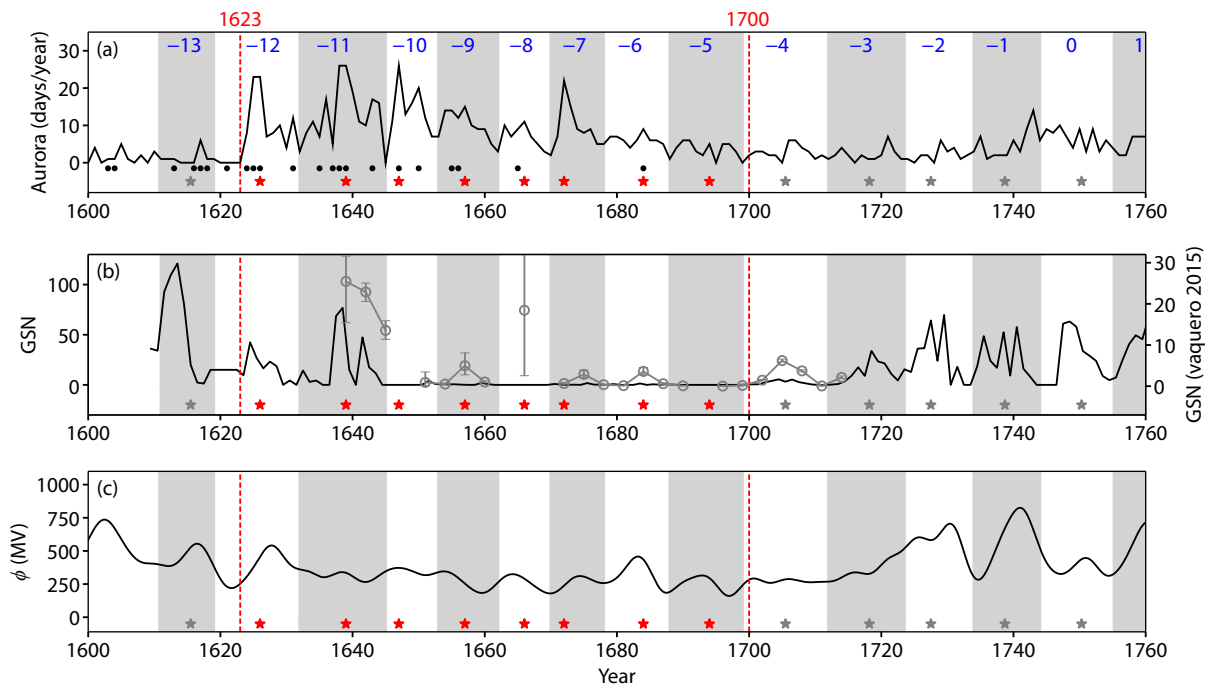 1623 1700
(a) −13 −12 −11 −10 −9 −8 −7 −6 −5 −4 −3 −2 −1 0 1
Aurora (days/year)
30
20
10
0
1600 1620 1640 1660 1680 1700 1720 1740 1760
(b)
GSN
100
50
0
GSN (vaquero 2015)
30
20
10
0
1600 1620 1640 1660 1680 1700 1720 1740 1760
(c)
ϕ (MV)
1000
750
500
250
0
1600 1620 1640 1660 1680 1700 1720 1740 1760
Year